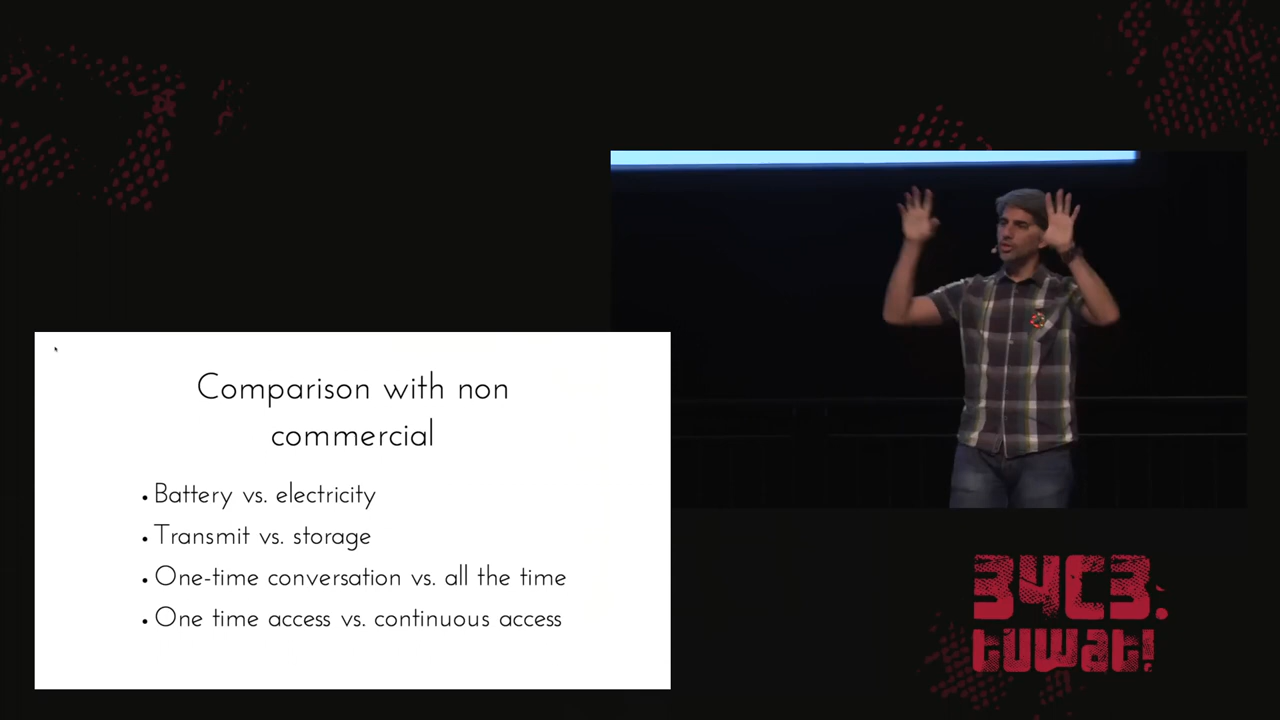 Comparison with non
commercial
• Battery vs. electricity
• Transmit vs. storage
• One-time conversation vs. all the time
• One time access vs. continuous access
34C3.
tuwat!